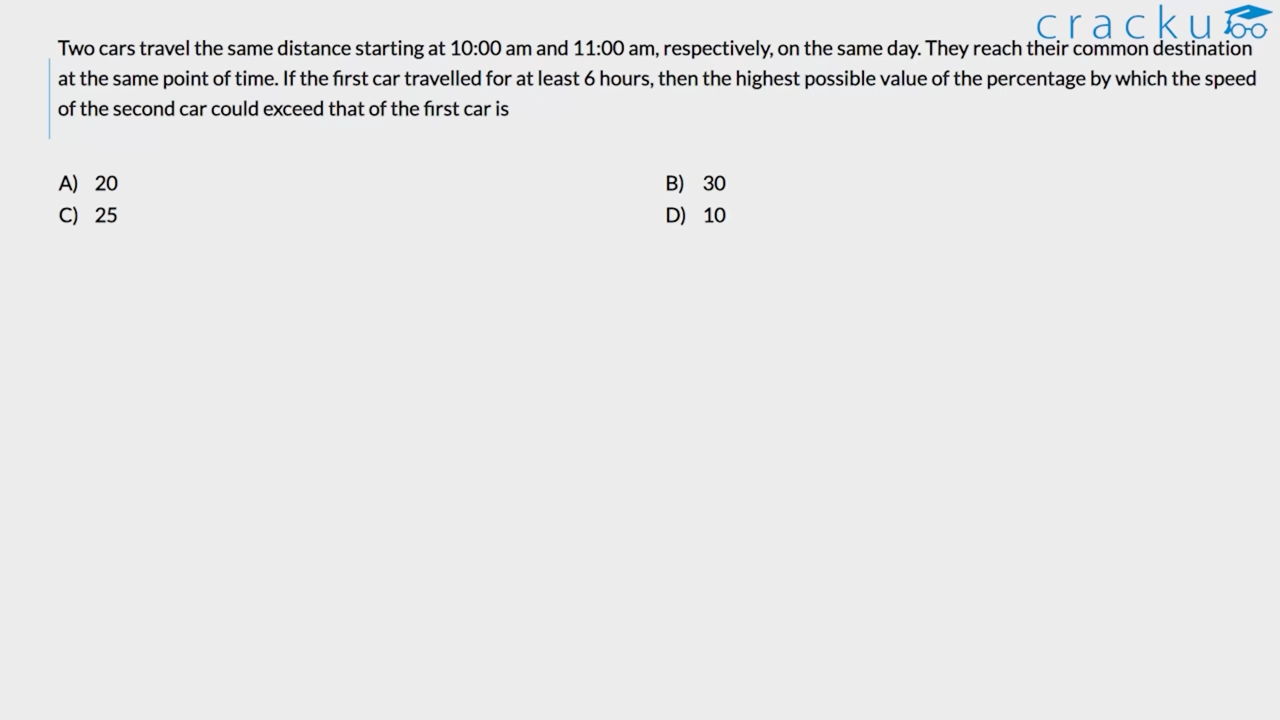 cracku
Two cars travel the same distance starting at 10:00 am and 11:00 am, respectively, on the same day. They reach their common destination
at the same point of time. If the first car travelled for at least 6 hours, then the highest possible value of the percentage by which the speed
of the second car could exceed that of the first car is
A) 20
B) 30
C) 25
D) 10